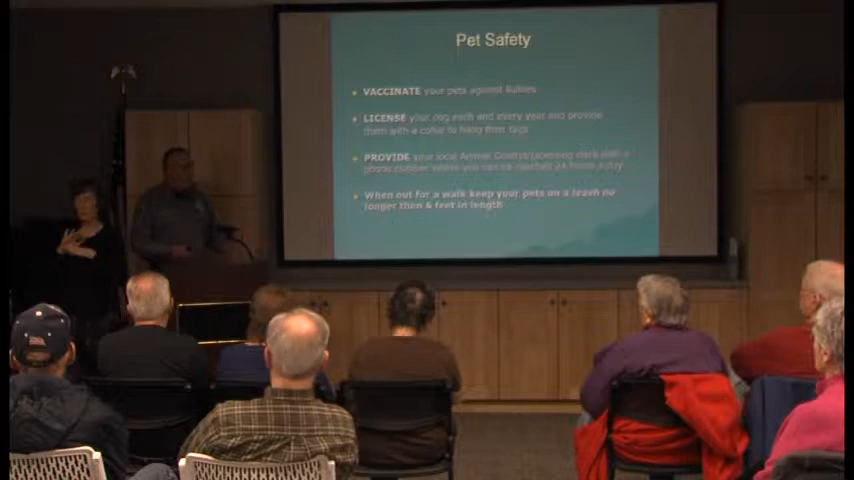 Pet Safety
VACCINATE your pets against Rabies
LICENSE your dog each and every year and provide
them with a collar to hang their tags
PROVIDE your local Animal Control/Licensing clerk with a
phone number where you can be reached 24 hours a day
When out for a walk keep your pets on a leash no
longer then 6 feet in length